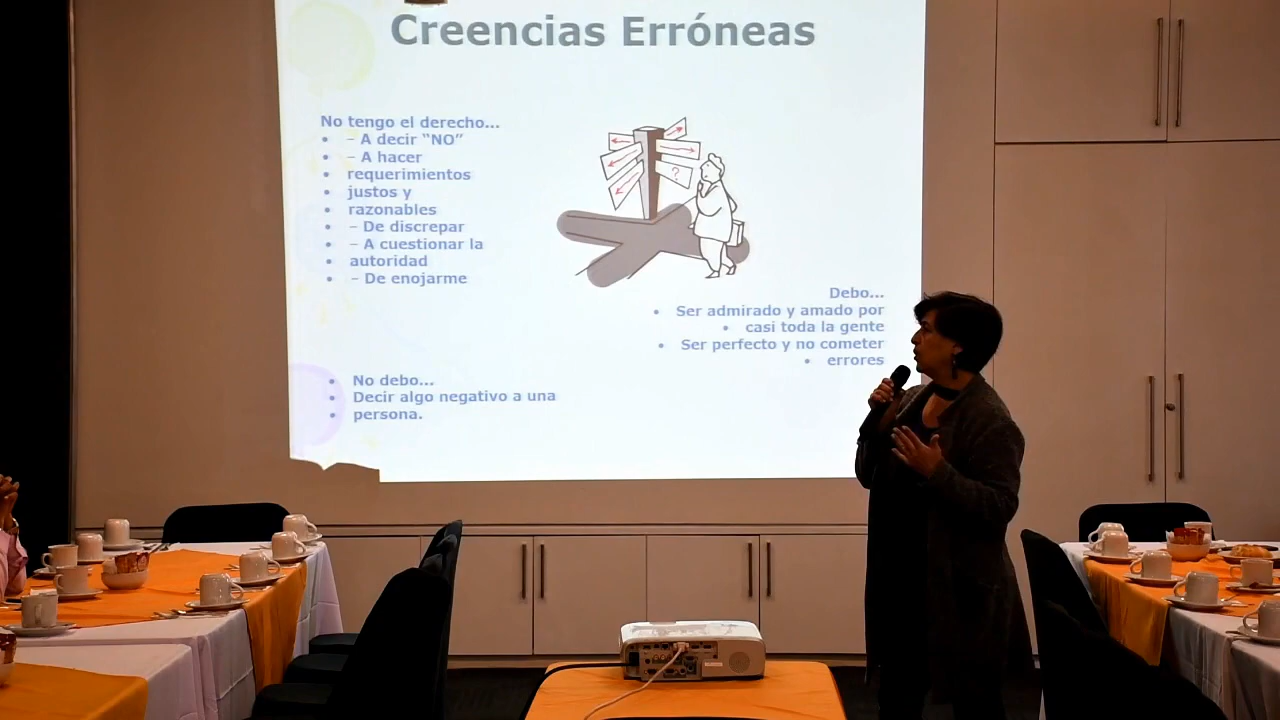 Creencias Erróneas
No tengo el derecho...
• – A decir “NO”
• – A hacer
• requerimientos
• justos y
• razonables
• – De discrepar
• – A cuestionar la
• autoridad
• – De enojarme
?
Debo...
• Ser admirado y amado por
• casi toda la gente
• Ser perfecto y no cometer
• errores
• No debo...
• Decir algo negativo a una
• persona.